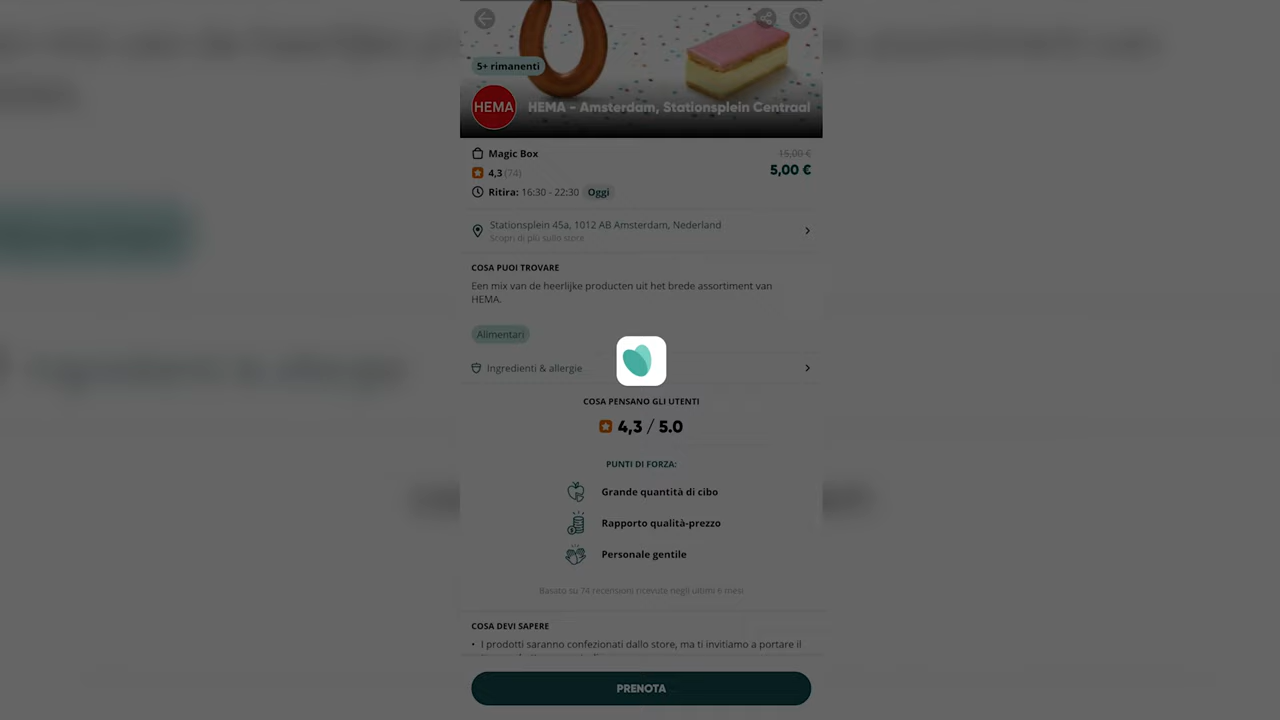 5+ rimanenti
HEMA
HEMA - Amsterdam, Stationsplein Centraal
Magic Box
15,00 €
4,3 (74)
5,00 €
Ritira: 16:30 - 22:30 Oggi
Stationsplein 45a, 1012 AB Amsterdam, Nederland
Scopri di più sullo store
COSA PUOI TROVARE
Een mix van de heerlijke producten uit het brede assortiment van
HEMA.
Alimentari
Ingredienti & allergie
COSA PENSANO GLI UTENTI
4,3 / 5.0
PUNTI DI FORZA:
Grande quantità di cibo
Rapporto qualità-prezzo
Personale gentile
Basato su 74 recensioni ricevute negli ultimi 6 mesi
COSA DEVI SAPERE
• I prodotti saranno confezionati dallo store, ma ti invitiamo a portare il
PRENOTA